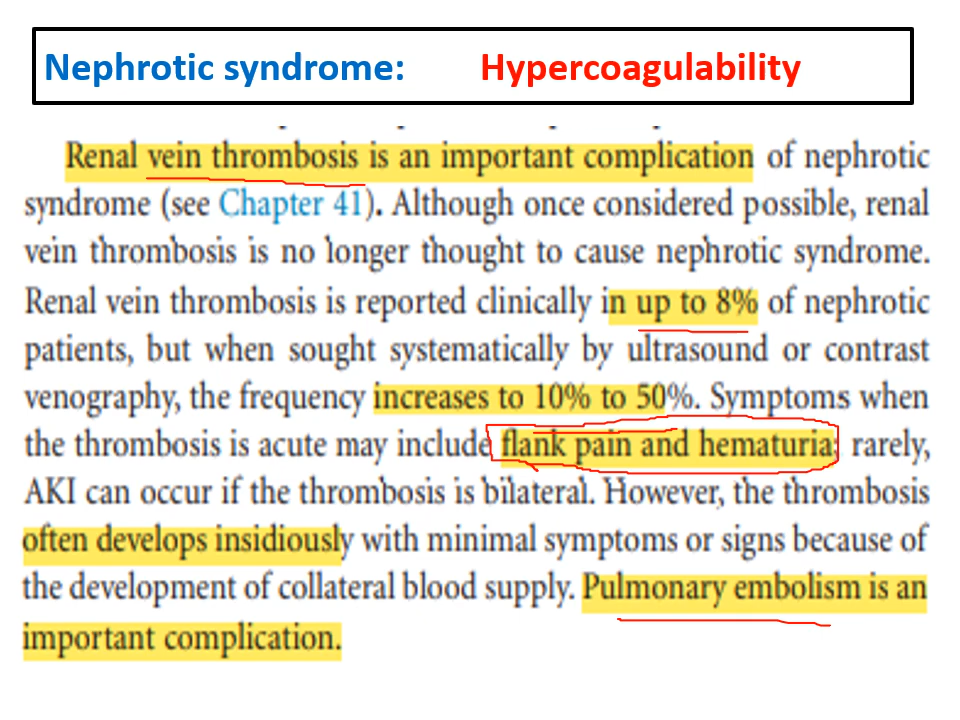 Nephrotic syndrome: Hypercoagulability
Renal vein thrombosis is an important complication of nephrotic
syndrome (see Chapter 41). Although once considered possible, renal
vein thrombosis is no longer thought to cause nephrotic syndrome.
Renal vein thrombosis is reported clinically in up to 8% of nephrotic
patients, but when sought systematically by ultrasound or contrast
venography, the frequency increases to 10% to 50%. Symptoms when
the thrombosis is acute may include flank pain and hematuria; rarely,
AKI can occur if the thrombosis is bilateral. However, the thrombosis
often develops insidiously with minimal symptoms or signs because of
the development of collateral blood supply. Pulmonary embolism is an
important complication.